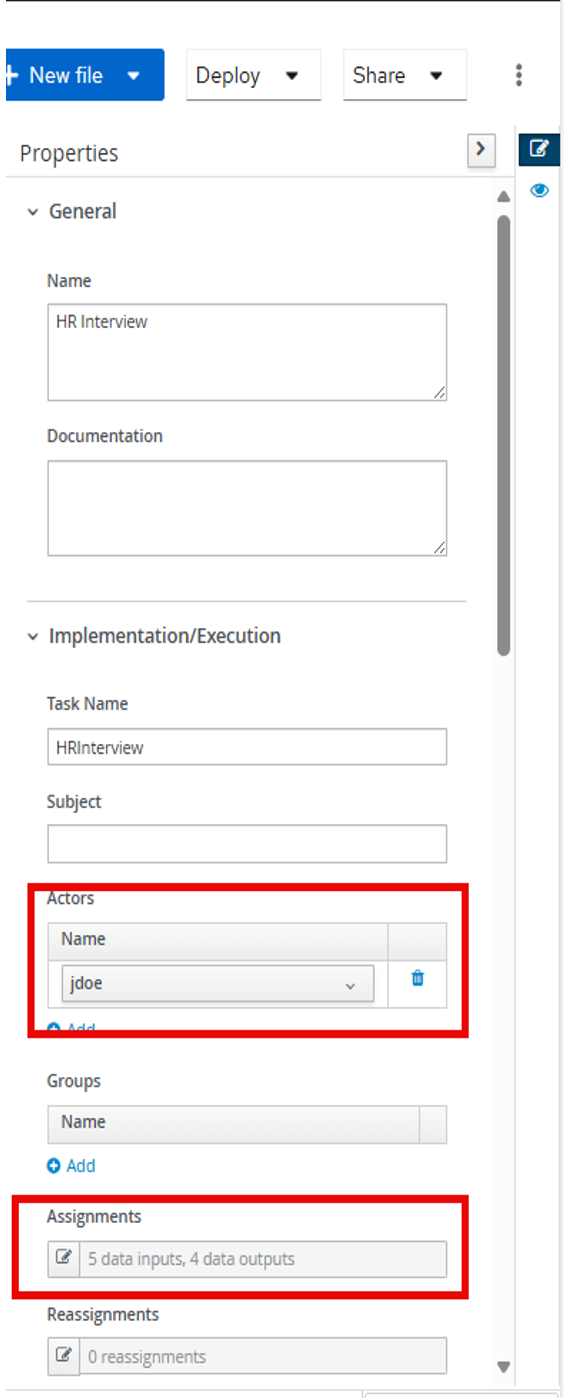 + New file
Deploy
Share
Properties
General
Name
HR Interview
Documentation
Implementation/Execution
Task Name
HRInterview
Subject
Actors
Name
jdoe
Add
Groups
Name
Add
Assignments
5 data inputs, 4 data outputs
Reassignments
0 reassignments